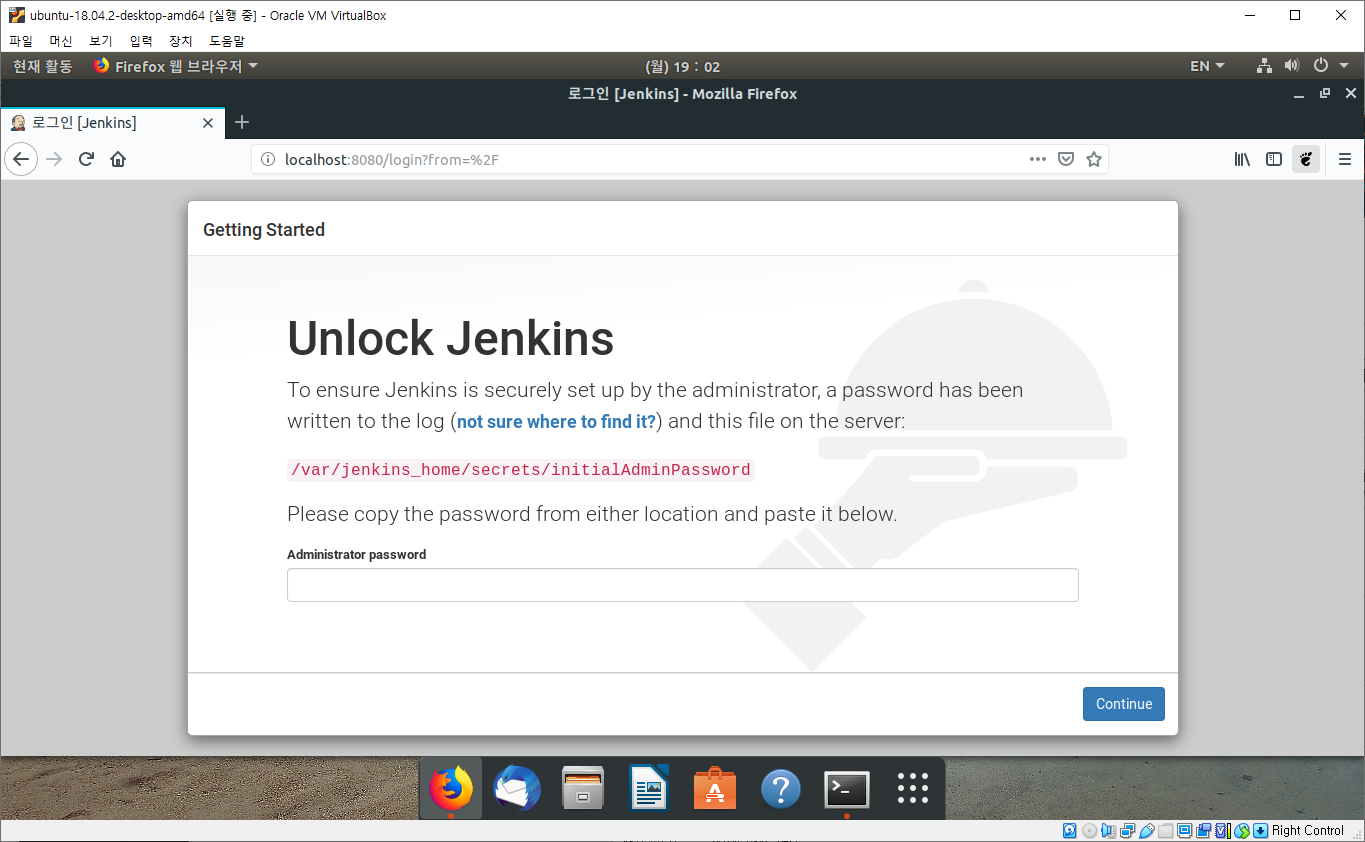 ubuntu-18.04.2-desktop-amd64 [실행 중] - Oracle VM VirtualBox
파일 머신 보기 입력 장치 도움말
현재 활동 Firefox 웹 브라우저 (월) 19 : 02 EN
로그인 [Jenkins] - Mozilla Firefox
로그인 [Jenkins]
localhost:8080/login?from=%2F
Getting Started
Unlock Jenkins
To ensure Jenkins is securely set up by the administrator, a password has been
written to the log (not sure where to find it?) and this file on the server:
/var/jenkins_home/secrets/initialAdminPassword
Please copy the password from either location and paste it below.
Administrator password
Continue
Right Control